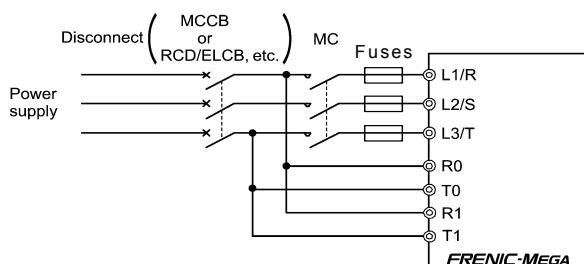 Disconnect
MCCB
or
RCD/ELCB, etc.
MC
Fuses
Power
supply
L1/R
L2/S
L3/T
R0
T0
R1
T1
FRENIC-MEGA